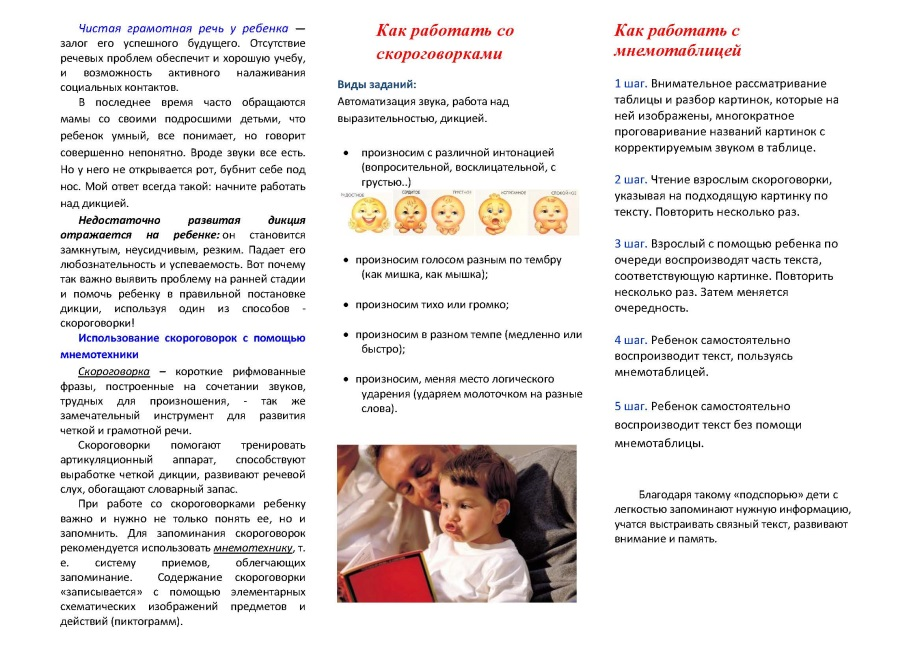 Чистая грамотная речь у ребенка —
залог его успешного будущего. Отсутствие
речевых проблем обеспечит и хорошую учебу,
и возможность активного налаживания
социальных контактов.
В последнее время часто обращаются
мамы со своими подросшими детьми, что
ребенок умный, все понимает, но говорит
совершенно непонятно. Вроде звуки все есть.
Но у него не открывается рот, бубнит себе под
нос. Мой ответ всегда такой: начните работать
над дикцией.
Недостаточно развитая дикция
отражается на ребенке: он становится
замкнутым, неусидчивым, резким. Падает его
любознательность и успеваемость. Вот почему
так важно выявить проблему на ранней стадии
и помочь ребенку в правильной постановке
дикции, используя один из способов -
скороговорки!
Использование скороговорок с помощью
мнемотехники
Скороговорка – короткие рифмованные
фразы, построенные на сочетании звуков,
трудных для произношения, - так же
замечательный инструмент для развития
четкой и грамотной речи.
Скороговорки помогают тренировать
артикуляционный аппарат, способствуют
выработке четкой дикции, развивают речевой
слух, обогащают словарный запас.
При работе со скороговорками ребенку
важно и нужно не только понять ее, но и
запомнить. Для запоминания скороговорок
рекомендуется использовать мнемотехнику, т.
е. систему приемов, облегчающих
запоминание. Содержание скороговорки
«записывается» с помощью элементарных
схематических изображений предметов и
действий (пиктограмм).
Как работать со
скороговорками
Виды заданий:
Автоматизация звука, работа над
выразительностью, дикцией.
• произносим с различной интонацией
(вопросительной, восклицательной, с
грустью..)
• произносим голосом разным по тембру
(как мишка, как мышка);
• произносим тихо или громко;
• произносим в разном темпе (медленно или
быстро);
• произносим, меняя место логического
ударения (ударяем молоточком на разные
слова).
Как работать с
мнемотаблицей
1 шаг. Внимательное рассматривание
таблицы и разбор картинок, которые на
ней изображены, многократное
проговаривание названий картинок с
корректируемым звуком в таблице.
2 шаг. Чтение взрослым скороговорки,
указывая на подходящую картинку по
тексту. Повторить несколько раз.
3 шаг. Взрослый с помощью ребенка по
очереди воспроизводят часть текста,
соответствующую картинке. Повторить
несколько раз. Затем меняется
очередность.
4 шаг. Ребенок самостоятельно
воспроизводит текст, пользуясь
мнемотаблицей.
5 шаг. Ребенок самостоятельно
воспроизводит текст без помощи
мнемотаблицы.
Благодаря такому «подспорью» дети с
легкостью запоминают нужную информацию,
учатся выстраивать связный текст, развивают
внимание и память.